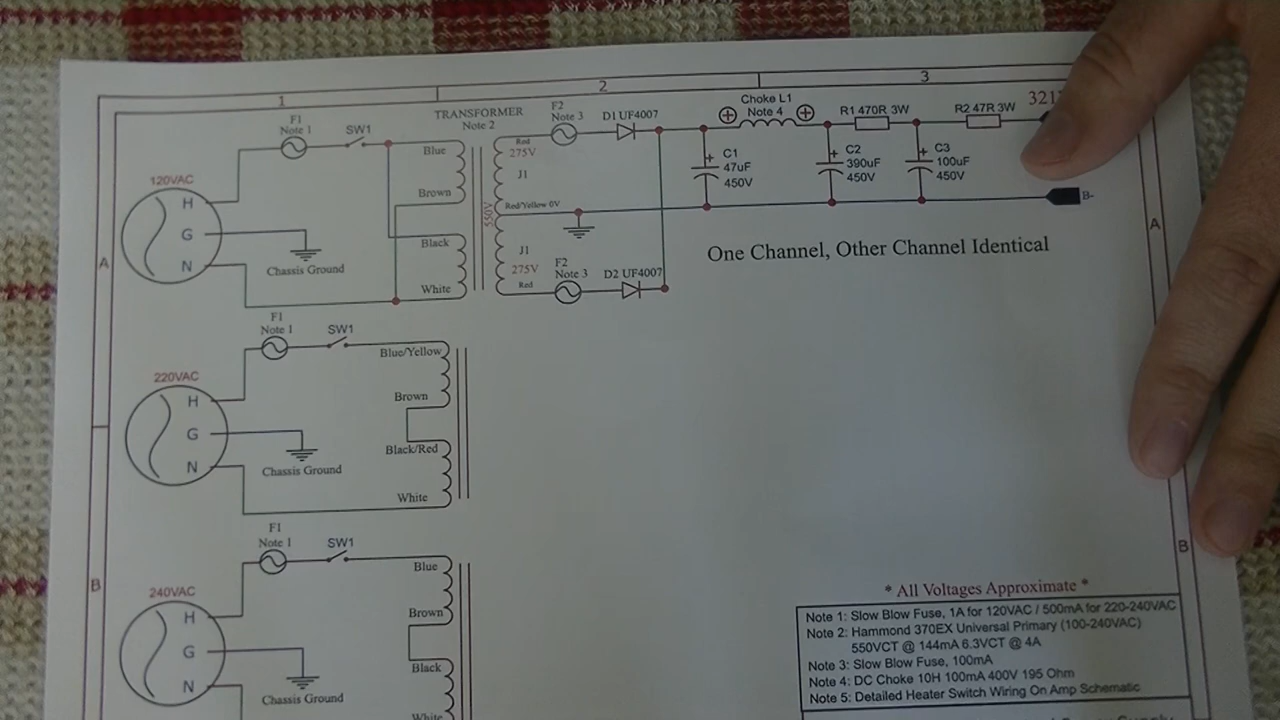 1
2
3
TRANSFORMER
Note 2
F1
Note 1
SW1
120VAC
H
G
N
Chassis Ground
Blue
Brown
Black
White
Red
275V
J1
Red/Yellow 0V
550V
J1
275V
Red
F2
Note 3
D1 UF4007
F2
Note 3
D2 UF4007
Choke L1
Note 4
C1
47uF
450V
R1 470R 3W
C2
390uF
450V
C3
100uF
450V
R2 47R 3W
B-
A
A
One Channel, Other Channel Identical
F1
Note 1
SW1
220VAC
H
G
N
Chassis Ground
Blue/Yellow
Brown
Black/Red
White
F1
Note 1
SW1
240VAC
H
G
N
Chassis Ground
Blue
Brown
Black
White
B
B
* All Voltages Approximate *
Note 1: Slow Blow Fuse, 1A for 120VAC / 500mA for 220-240VAC
Note 2: Hammond 370EX Universal Primary (100-240VAC)
550VCT @ 144mA 6.3VCT @ 4A
Note 3: Slow Blow Fuse, 100mA
Note 4: DC Choke 10H 100mA 400V 195 Ohm
Note 5: Detailed Heater Switch Wiring On Amp Schematic